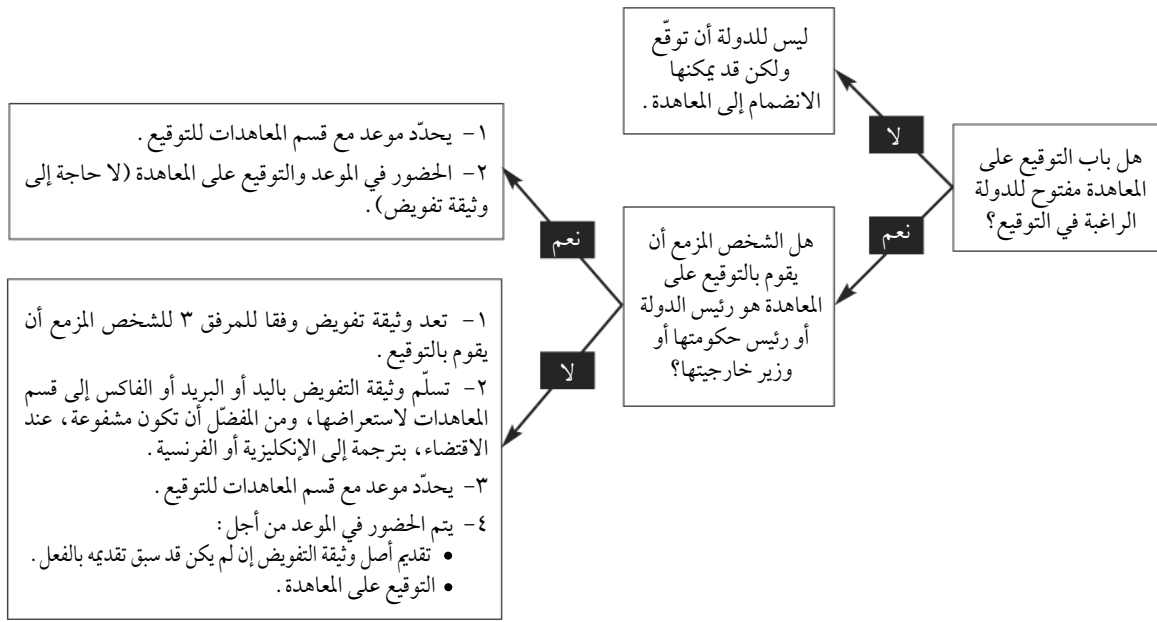 هل باب التوقيع على
المعاهدة مفتوح للدولة
الراغبة في التوقيع؟
لا
ليس للدولة أن توقّع
ولكن قد يمكنها
الانضمام إلى المعاهدة.
نعم
هل الشخص المزمع أن
يقوم بالتوقيع على
المعاهدة هو رئيس الدولة
أو رئيس حكومتها أو
وزير خارجيتها؟
نعم
١- يحدّد موعد مع قسم المعاهدات للتوقيع.
٢- الحضور في الموعد والتوقيع على المعاهدة (لا حاجة إلى
وثيقة تفويض).
لا
١- تعد وثيقة تفويض وفقا للمرفق ٣ للشخص المزمع أن
يقوم بالتوقيع.
٢- تسلّم وثيقة التفويض باليد أو البريد أو الفاكس إلى قسم
المعاهدات لاستعراضها، ومن المفضّل أن تكون مشفوعة، عند
الاقتضاء، بترجمة إلى الإنكليزية أو الفرنسية.
٣- يحدّد موعد مع قسم المعاهدات للتوقيع.
٤- يتم الحضور في الموعد من أجل:
• تقديم أصل وثيقة التفويض إن لم يكن قد سبق تقديمه بالفعل.
• التوقيع على المعاهدة.